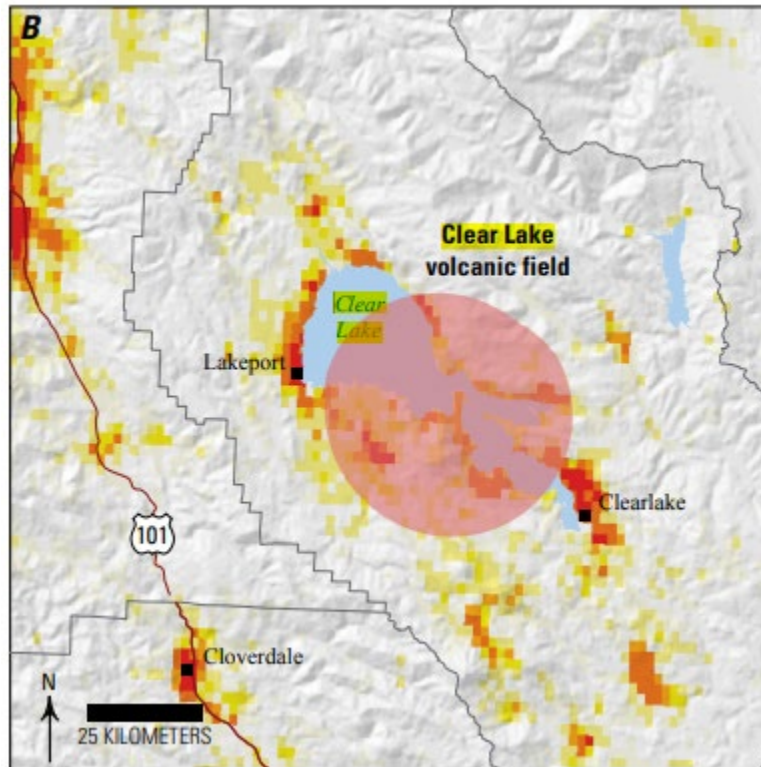 B
Clear Lake
volcanic field
Clear
Lake
Lakeport
Clearlake
101
Cloverdale
N
25 KILOMETERS